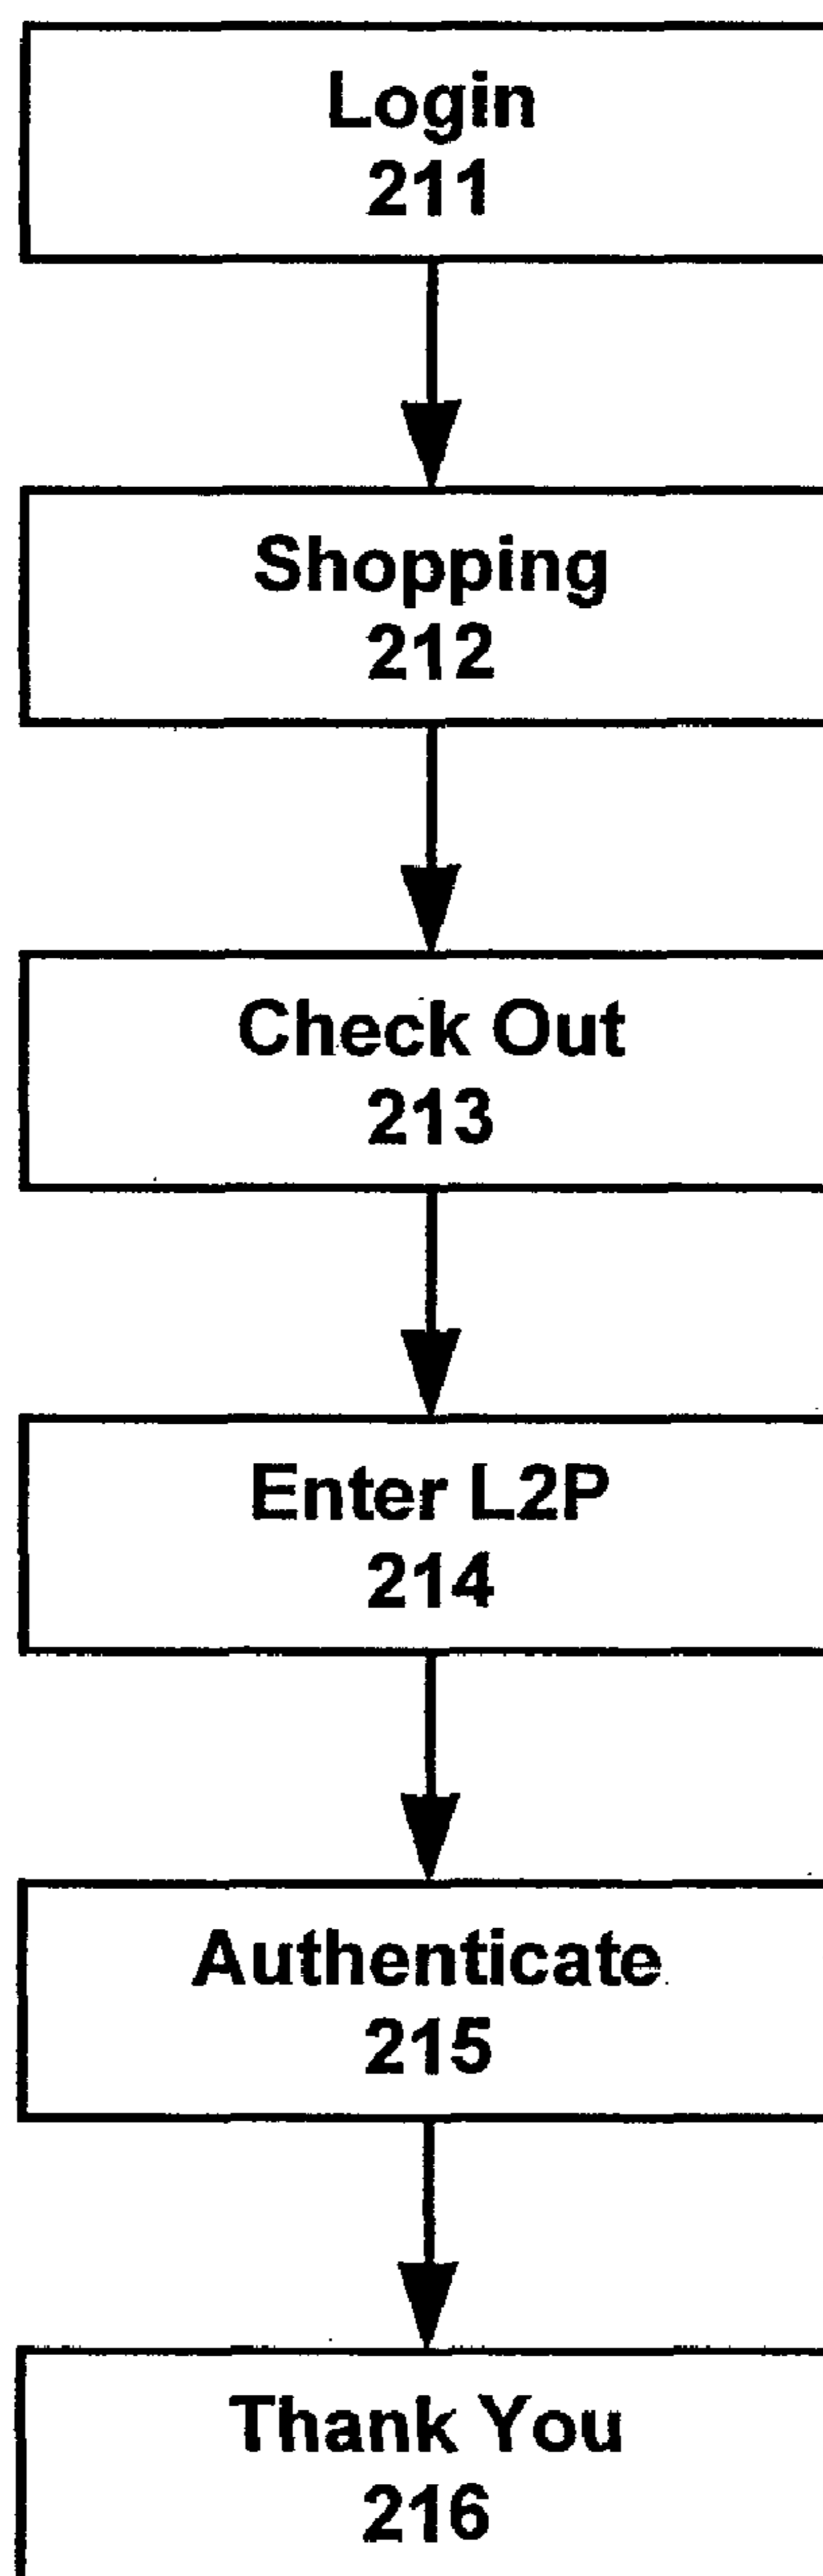 Login
211
Shopping
212
Check Out
213
Enter L2P
214
Authenticate
215
Thank You
216